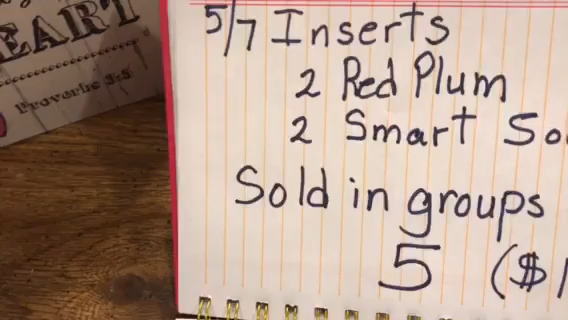 EART
Proverbs 3:5
5/7 Inserts
2 Red Plum
2 Smart So
Sold in groups
5 ($1